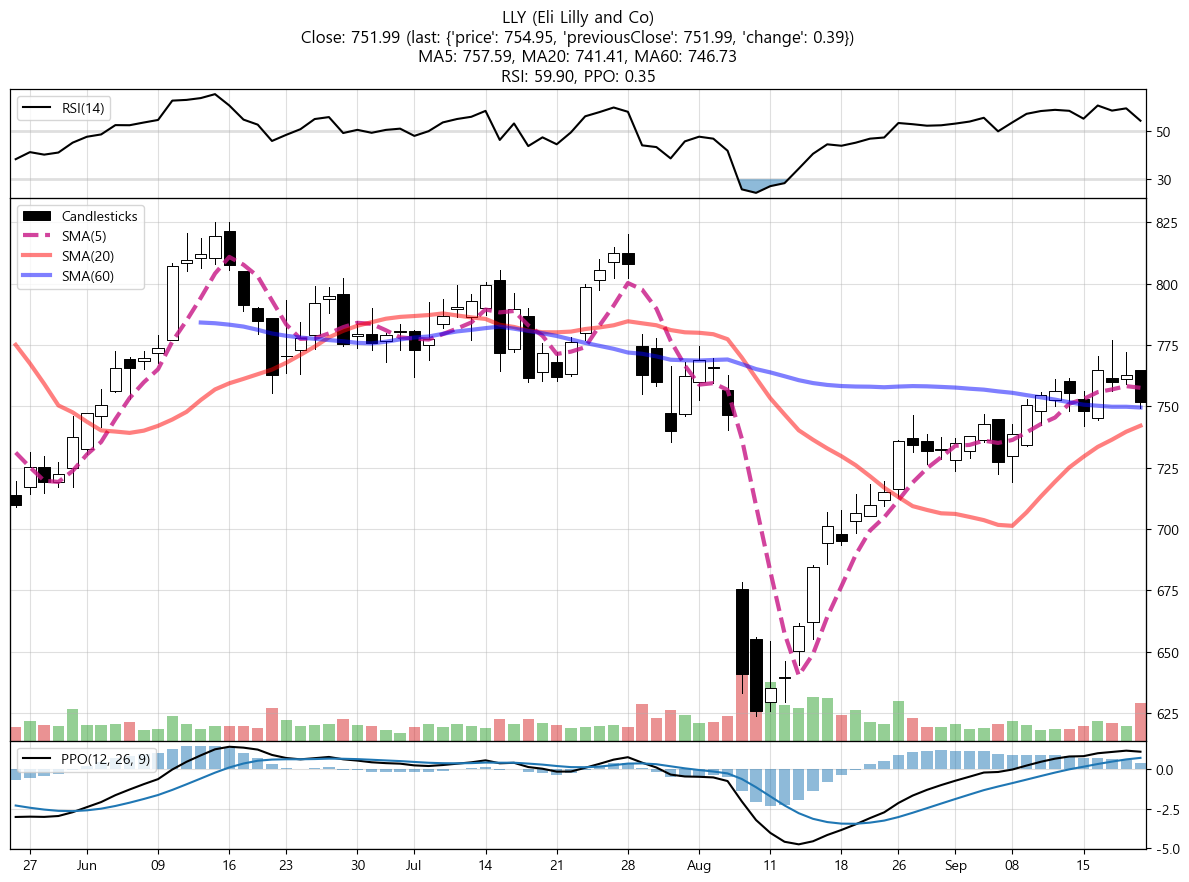 LLY (Eli Lilly and Co)
Close: 751.99 (last: {'price': 754.95, 'previousClose': 751.99, 'change': 0.39})
MA5: 757.59, MA20: 741.41, MA60: 746.73
RSI: 59.90, PPO: 0.35
RSI(14)
50
30
Candlesticks
SMA(5)
SMA(20)
SMA(60)
825
800
775
750
725
700
675
650
625
PPO(12, 26, 9)
0.0
-2.5
-5.0
27 Jun 09 16 23 30 Jul 14 21 28 Aug 11 18 26 Sep 08 15